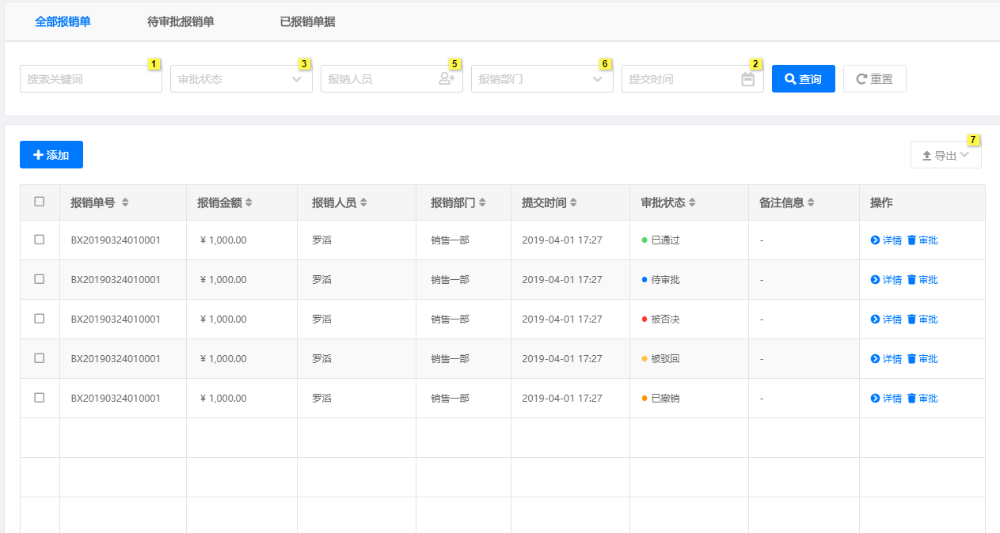 全部报销单 待审批报销单 已报销单据
1 3 5 6 2
搜索关键词 审批状态 报销人员 报销部门 提交时间 查询 重置
7
添加 导出
报销单号 报销金额 报销人员 报销部门 提交时间 审批状态 备注信息 操作
BX20190324010001 ¥ 1,000.00 罗滔 销售一部 2019-04-01 17:27 已通过 - 详情 审批
BX20190324010001 ¥ 1,000.00 罗滔 销售一部 2019-04-01 17:27 待审批 - 详情 审批
BX20190324010001 ¥ 1,000.00 罗滔 销售一部 2019-04-01 17:27 被否决 - 详情 审批
BX20190324010001 ¥ 1,000.00 罗滔 销售一部 2019-04-01 17:27 被驳回 - 详情 审批
BX20190324010001 ¥ 1,000.00 罗滔 销售一部 2019-04-01 17:27 已撤销 - 详情 审批